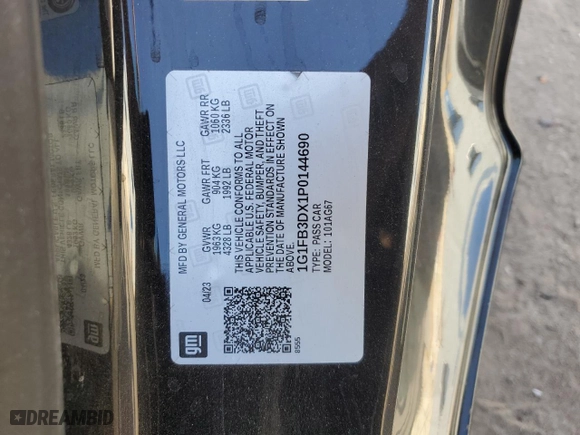 MFD BY GENERAL MOTORS LLC
04/23 GVWR GAWR FRT GAWR RR
1963 KG 904 KG 1060 KG
4328 LB 1992 LB 2336 LB
THIS VEHICLE CONFORMS TO ALL
APPLICABLE U.S. FEDERAL MOTOR
VEHICLE SAFETY, BUMPER, AND THEFT
PREVENTION STANDARDS IN EFFECT ON
THE DATE OF MANUFACTURE SHOWN
ABOVE.
1G1FB3DX1P0144690
TYPE: PASS CAR
MODEL: 101AG67
gm
8555
DREAMBID